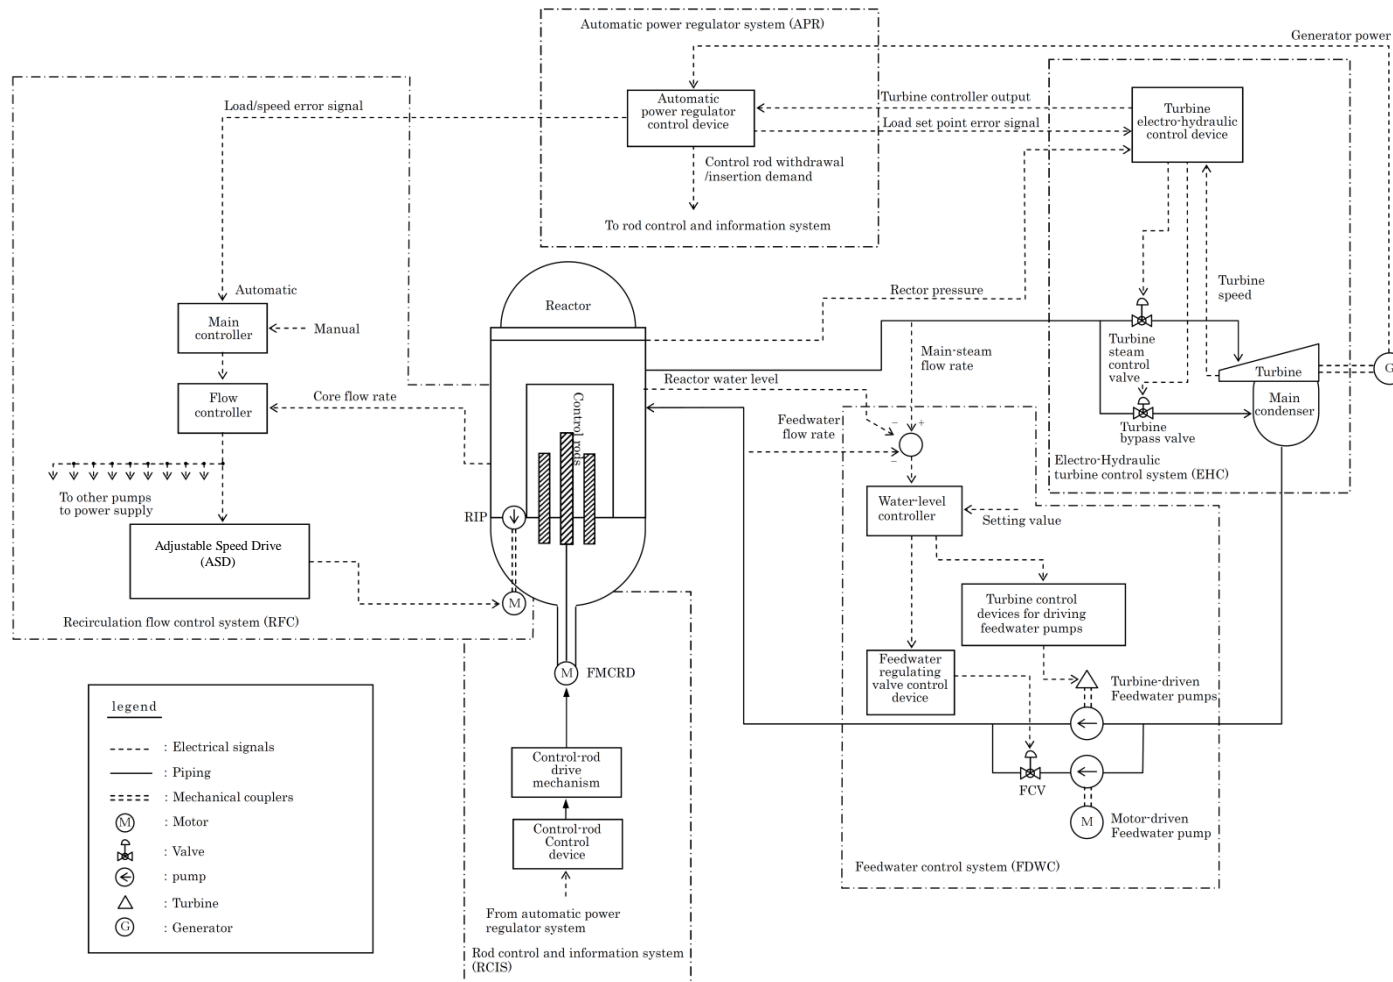 Automatic power regulator system (APR)
Generator power
Load/speed error signal
Automatic
power regulator
control device
Turbine controller output
Load set point error signal
Turbine
electro-hydraulic
control device
Control rod withdrawal
/insertion demand
To rod control and information system
Automatic
Main
controller
Manual
Reactor
Rector pressure
Turbine
speed
Flow
controller
Core flow rate
Main-steam
flow rate
Reactor water level
Feedwater
flow rate
− +
−
Turbine
steam
control
valve
Turbine
G
Main
condenser
Turbine
bypass valve
Electro-Hydraulic
turbine control system (EHC)
Control rods
To other pumps
to power supply
RIP
Water-level
controller
Setting value
Adjustable Speed Drive
(ASD)
M
Recirculation flow control system (RFC)
Turbine control
devices for driving
feedwater pumps
M
FMCRD
Feedwater
regulating
valve control
device
Turbine-driven
Feedwater pumps
FCV
M
Motor-driven
Feedwater pump
Feedwater control system (FDWC)
Control-rod
drive
mechanism
Control-rod
Control
device
From automatic power
regulator system
Rod control and information system
(RCIS)
legend
: Electrical signals
: Piping
: Mechanical couplers
M : Motor
: Valve
: pump
: Turbine
G : Generator